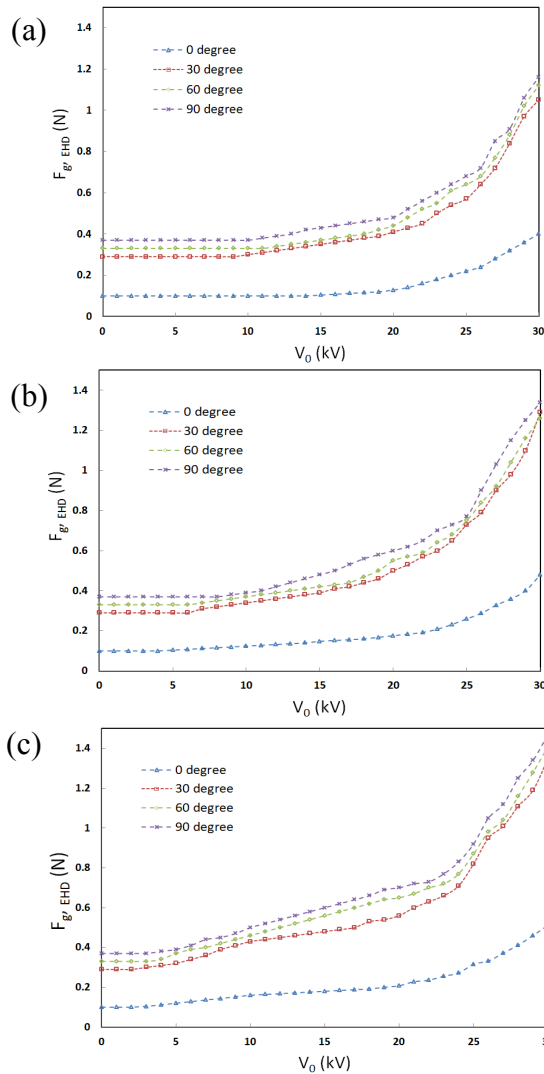 (a)
0 degree
30 degree
60 degree
90 degree
F_g, EHD (N)
1.4
1.2
1
0.8
0.6
0.4
0.2
0
0 5 10 15 20 25 30
V_0 (kV)
(b)
0 degree
30 degree
60 degree
90 degree
F_g, EHD (N)
1.4
1.2
1
0.8
0.6
0.4
0.2
0
0 5 10 15 20 25 30
V_0 (kV)
(c)
0 degree
30 degree
60 degree
90 degree
F_g, EHD (N)
1.4
1.2
1
0.8
0.6
0.4
0.2
0
0 5 10 15 20 25 30
V_0 (kV)